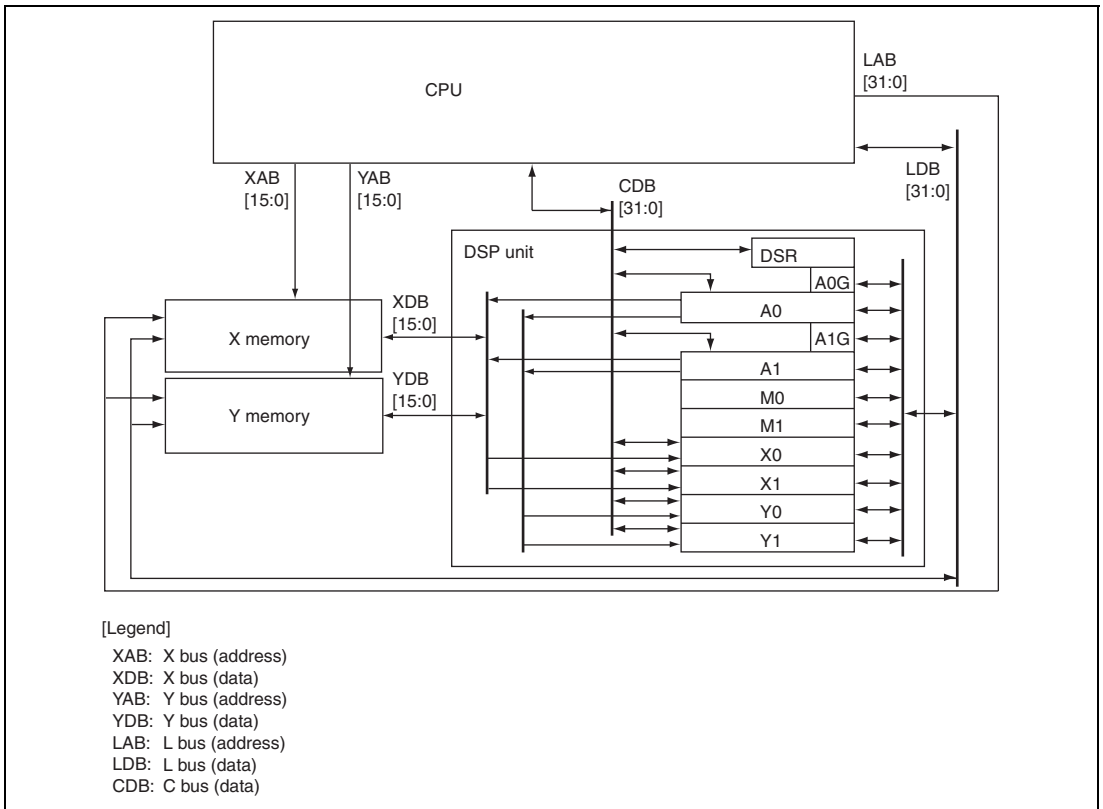 CPU
LAB
[31:0]
XAB
[15:0]
YAB
[15:0]
CDB
[31:0]
LDB
[31:0]
DSP unit
DSR
A0G
A0
A1G
A1
M0
M1
X0
X1
Y0
Y1
XDB
[15:0]
X memory
YDB
[15:0]
Y memory
[Legend]
XAB: X bus (address)
XDB: X bus (data)
YAB: Y bus (address)
YDB: Y bus (data)
LAB: L bus (address)
LDB: L bus (data)
CDB: C bus (data)